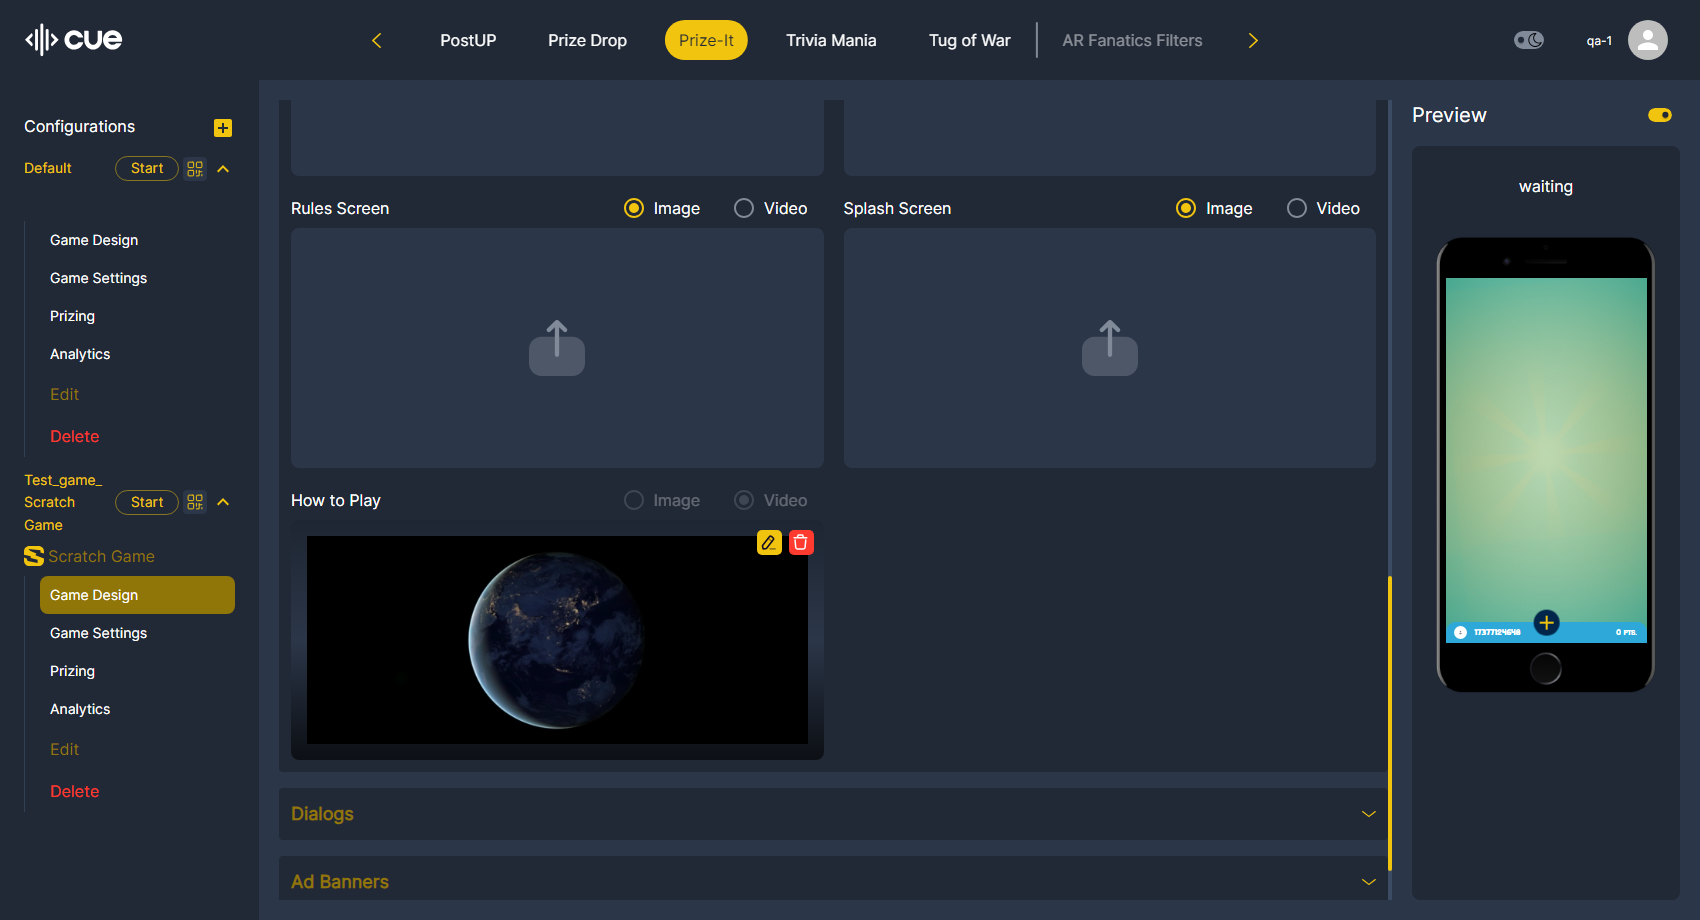 cue
PostUP
Prize Drop
Prize-It
Trivia Mania
Tug of War
AR Fanatics Filters
qa-1
Configurations
Default
Start
Game Design
Game Settings
Prizing
Analytics
Edit
Delete
Test_game_
Scratch
Game
Start
Scratch Game
Game Design
Game Settings
Prizing
Analytics
Edit
Delete
Rules Screen
Image
Video
Splash Screen
Image
Video
How to Play
Image
Video
Dialogs
Ad Banners
Preview
waiting
0 PTS.